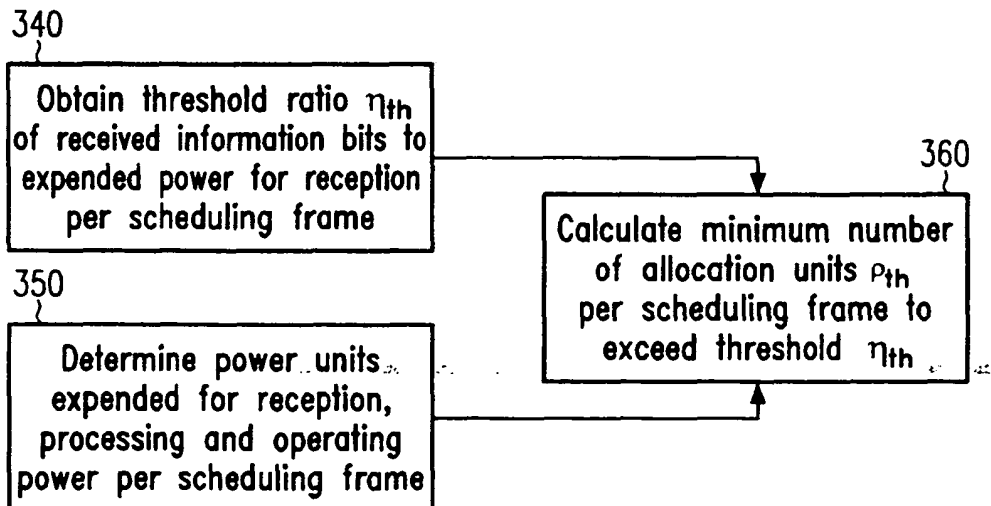 340
Obtain threshold ratio ηth
of received information bits to
expended power for reception
per scheduling frame
350
Determine power units
expended for reception,
processing and operating
power per scheduling frame
360
Calculate minimum number
of allocation units ρth
per scheduling frame to
exceed threshold ηth